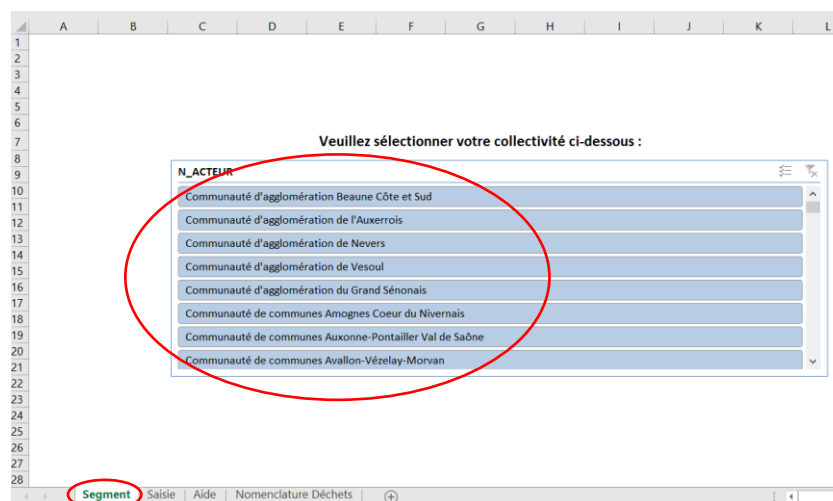 A B C D E F G H I J K L
1
2
3
4
5
6
7 Veuillez sélectionner votre collectivité ci-dessous :
8
9 N_ACTEUR
10 Communauté d'agglomération Beaune Côte et Sud
11
12 Communauté d'agglomération de l'Auxerrois
13 Communauté d'agglomération de Nevers
14
15 Communauté d'agglomération de Vesoul
16 Communauté d'agglomération du Grand Sénonais
17
18 Communauté de communes Amognes Coeur du Nivernais
19 Communauté de communes Auxonne-Pontailler Val de Saône
20
21 Communauté de communes Avallon-Vézelay-Morvan
22
23
24
25
26
27
28
Segment Saisie Aide Nomenclature Déchets